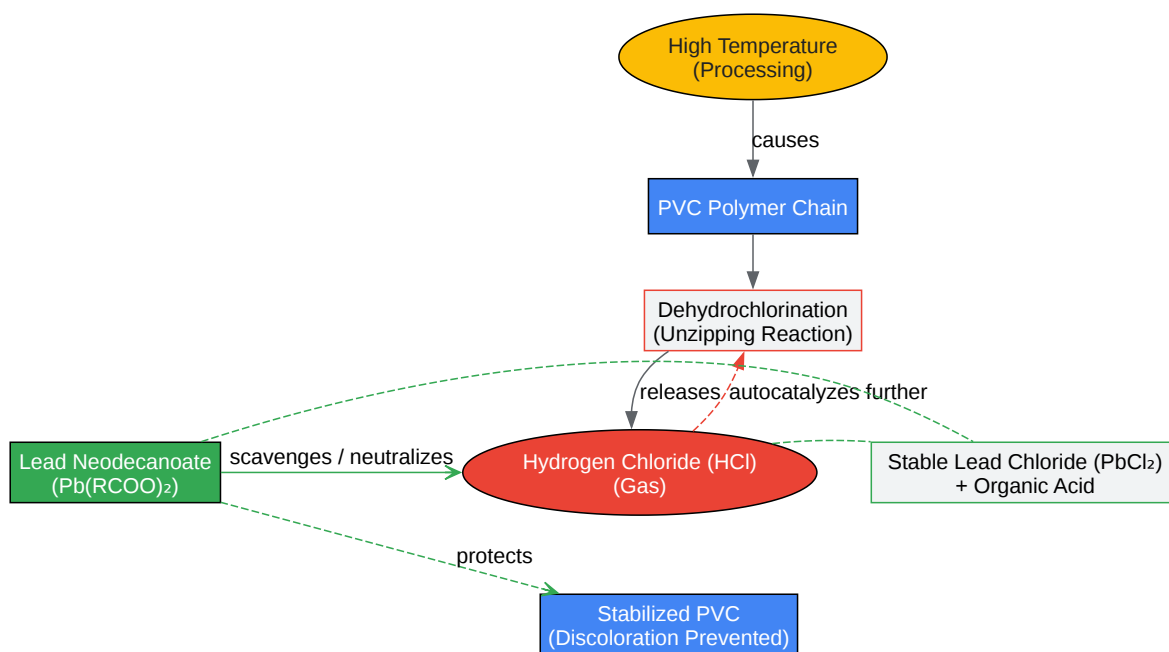 High Temperature
(Processing)
causes
PVC Polymer Chain
Dehydrochlorination
(Unzipping Reaction)
releases
autocatalyzes further
Lead Neodecanoate
(Pb(RCOO)₂)
scavenges / neutralizes
Hydrogen Chloride (HCl)
(Gas)
Stable Lead Chloride (PbCl₂)
+ Organic Acid
protects
Stabilized PVC
(Discoloration Prevented)